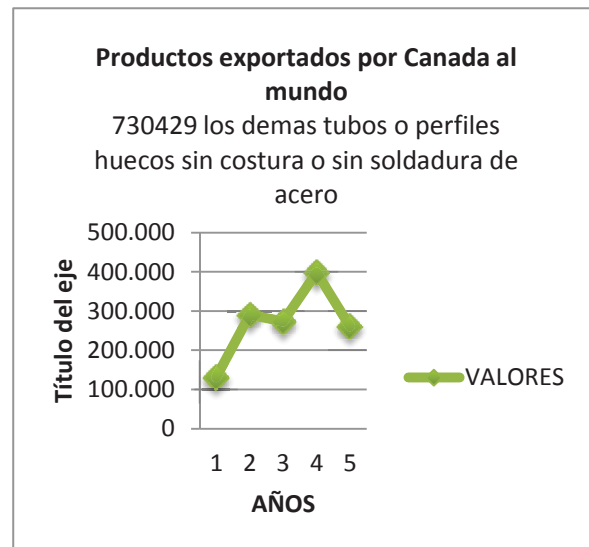 Productos exportados por Canada al
mundo
730429 los demas tubos o perfiles
huecos sin costura o sin soldadura de
acero
Título del eje
500.000
400.000
300.000
200.000
100.000
0
VALORES
1 2 3 4 5
AÑOS